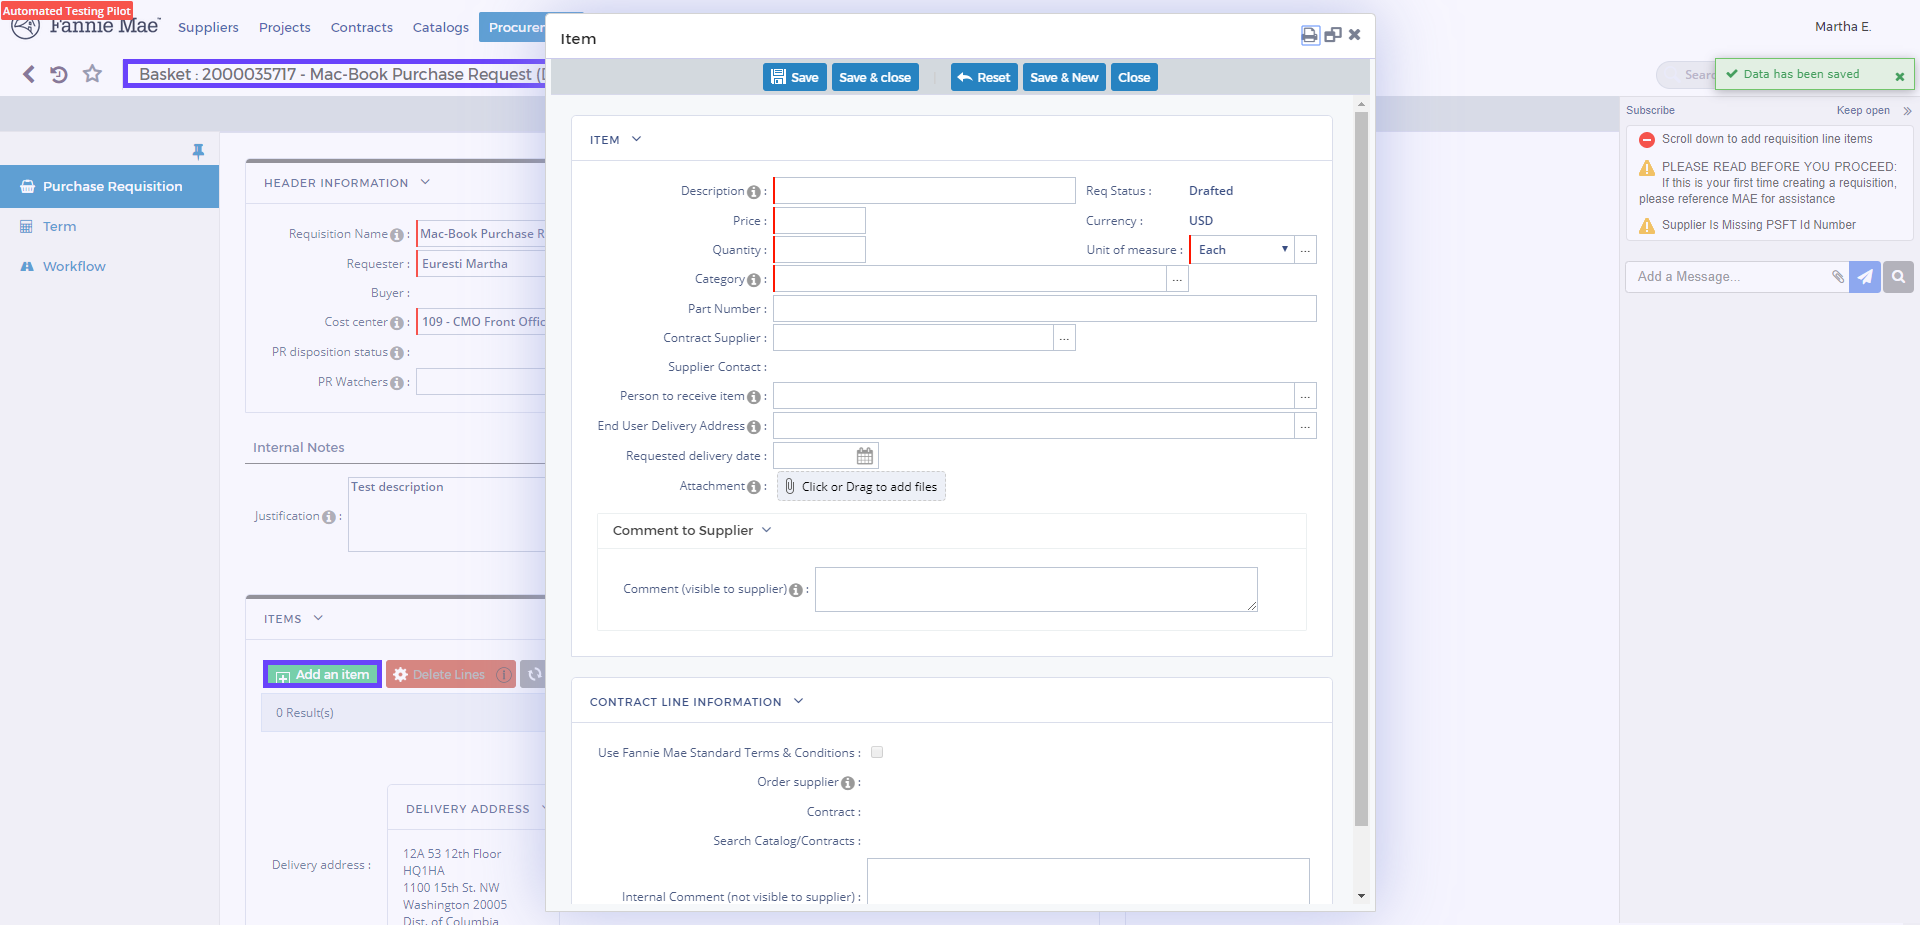 Automated Testing Pilot
Fannie Mae
Suppliers
Projects
Contracts
Catalogs
Procurer
Martha E.
Basket : 2000035717 - Mac-Book Purchase Request (D
Searc
Data has been saved
Purchase Requisition
Term
Workflow
HEADER INFORMATION
Requisition Name :
Mac-Book Purchase R
Requester :
Euresti Martha
Buyer :
Cost center :
109 - CMO Front Offic
PR disposition status :
PR Watchers :
Internal Notes
Justification :
Test description
ITEMS
Add an item
Delete Lines
0 Result(s)
DELIVERY ADDRESS
Delivery address :
12A 53 12th Floor
HQ1HA
1100 15th St. NW
Washington 20005
Dist. of Columbia
Item
Save
Save & close
Reset
Save & New
Close
ITEM
Description :
Req Status :
Drafted
Price :
Currency :
USD
Quantity :
Unit of measure :
Each
...
Category :
...
Part Number :
Contract Supplier :
...
Supplier Contact :
Person to receive item :
...
End User Delivery Address :
...
Requested delivery date :
Attachment :
Click or Drag to add files
Comment to Supplier
Comment (visible to supplier) :
CONTRACT LINE INFORMATION
Use Fannie Mae Standard Terms & Conditions :
Order supplier :
Contract :
Search Catalog/Contracts :
Internal Comment (not visible to supplier) :
Subscribe
Keep open
Scroll down to add requisition line items
PLEASE READ BEFORE YOU PROCEED:
If this is your first time creating a requisition,
please reference MAE for assistance
Supplier Is Missing PSFT Id Number
Add a Message...